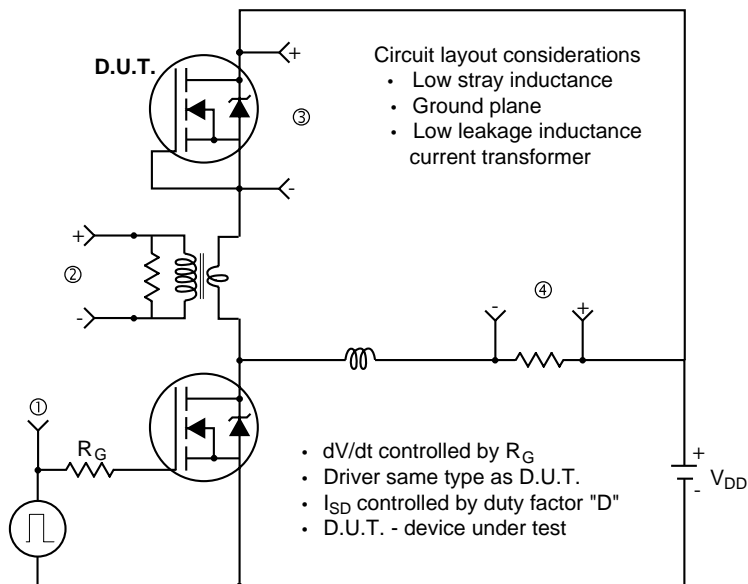 D.U.T.
+
③
-
Circuit layout considerations
• Low stray inductance
• Ground plane
• Low leakage inductance
current transformer
+
②
-
④
-
+
①
R_G
• dV/dt controlled by R_G
• Driver same type as D.U.T.
• I_SD controlled by duty factor "D"
• D.U.T. - device under test
+
V_DD
-